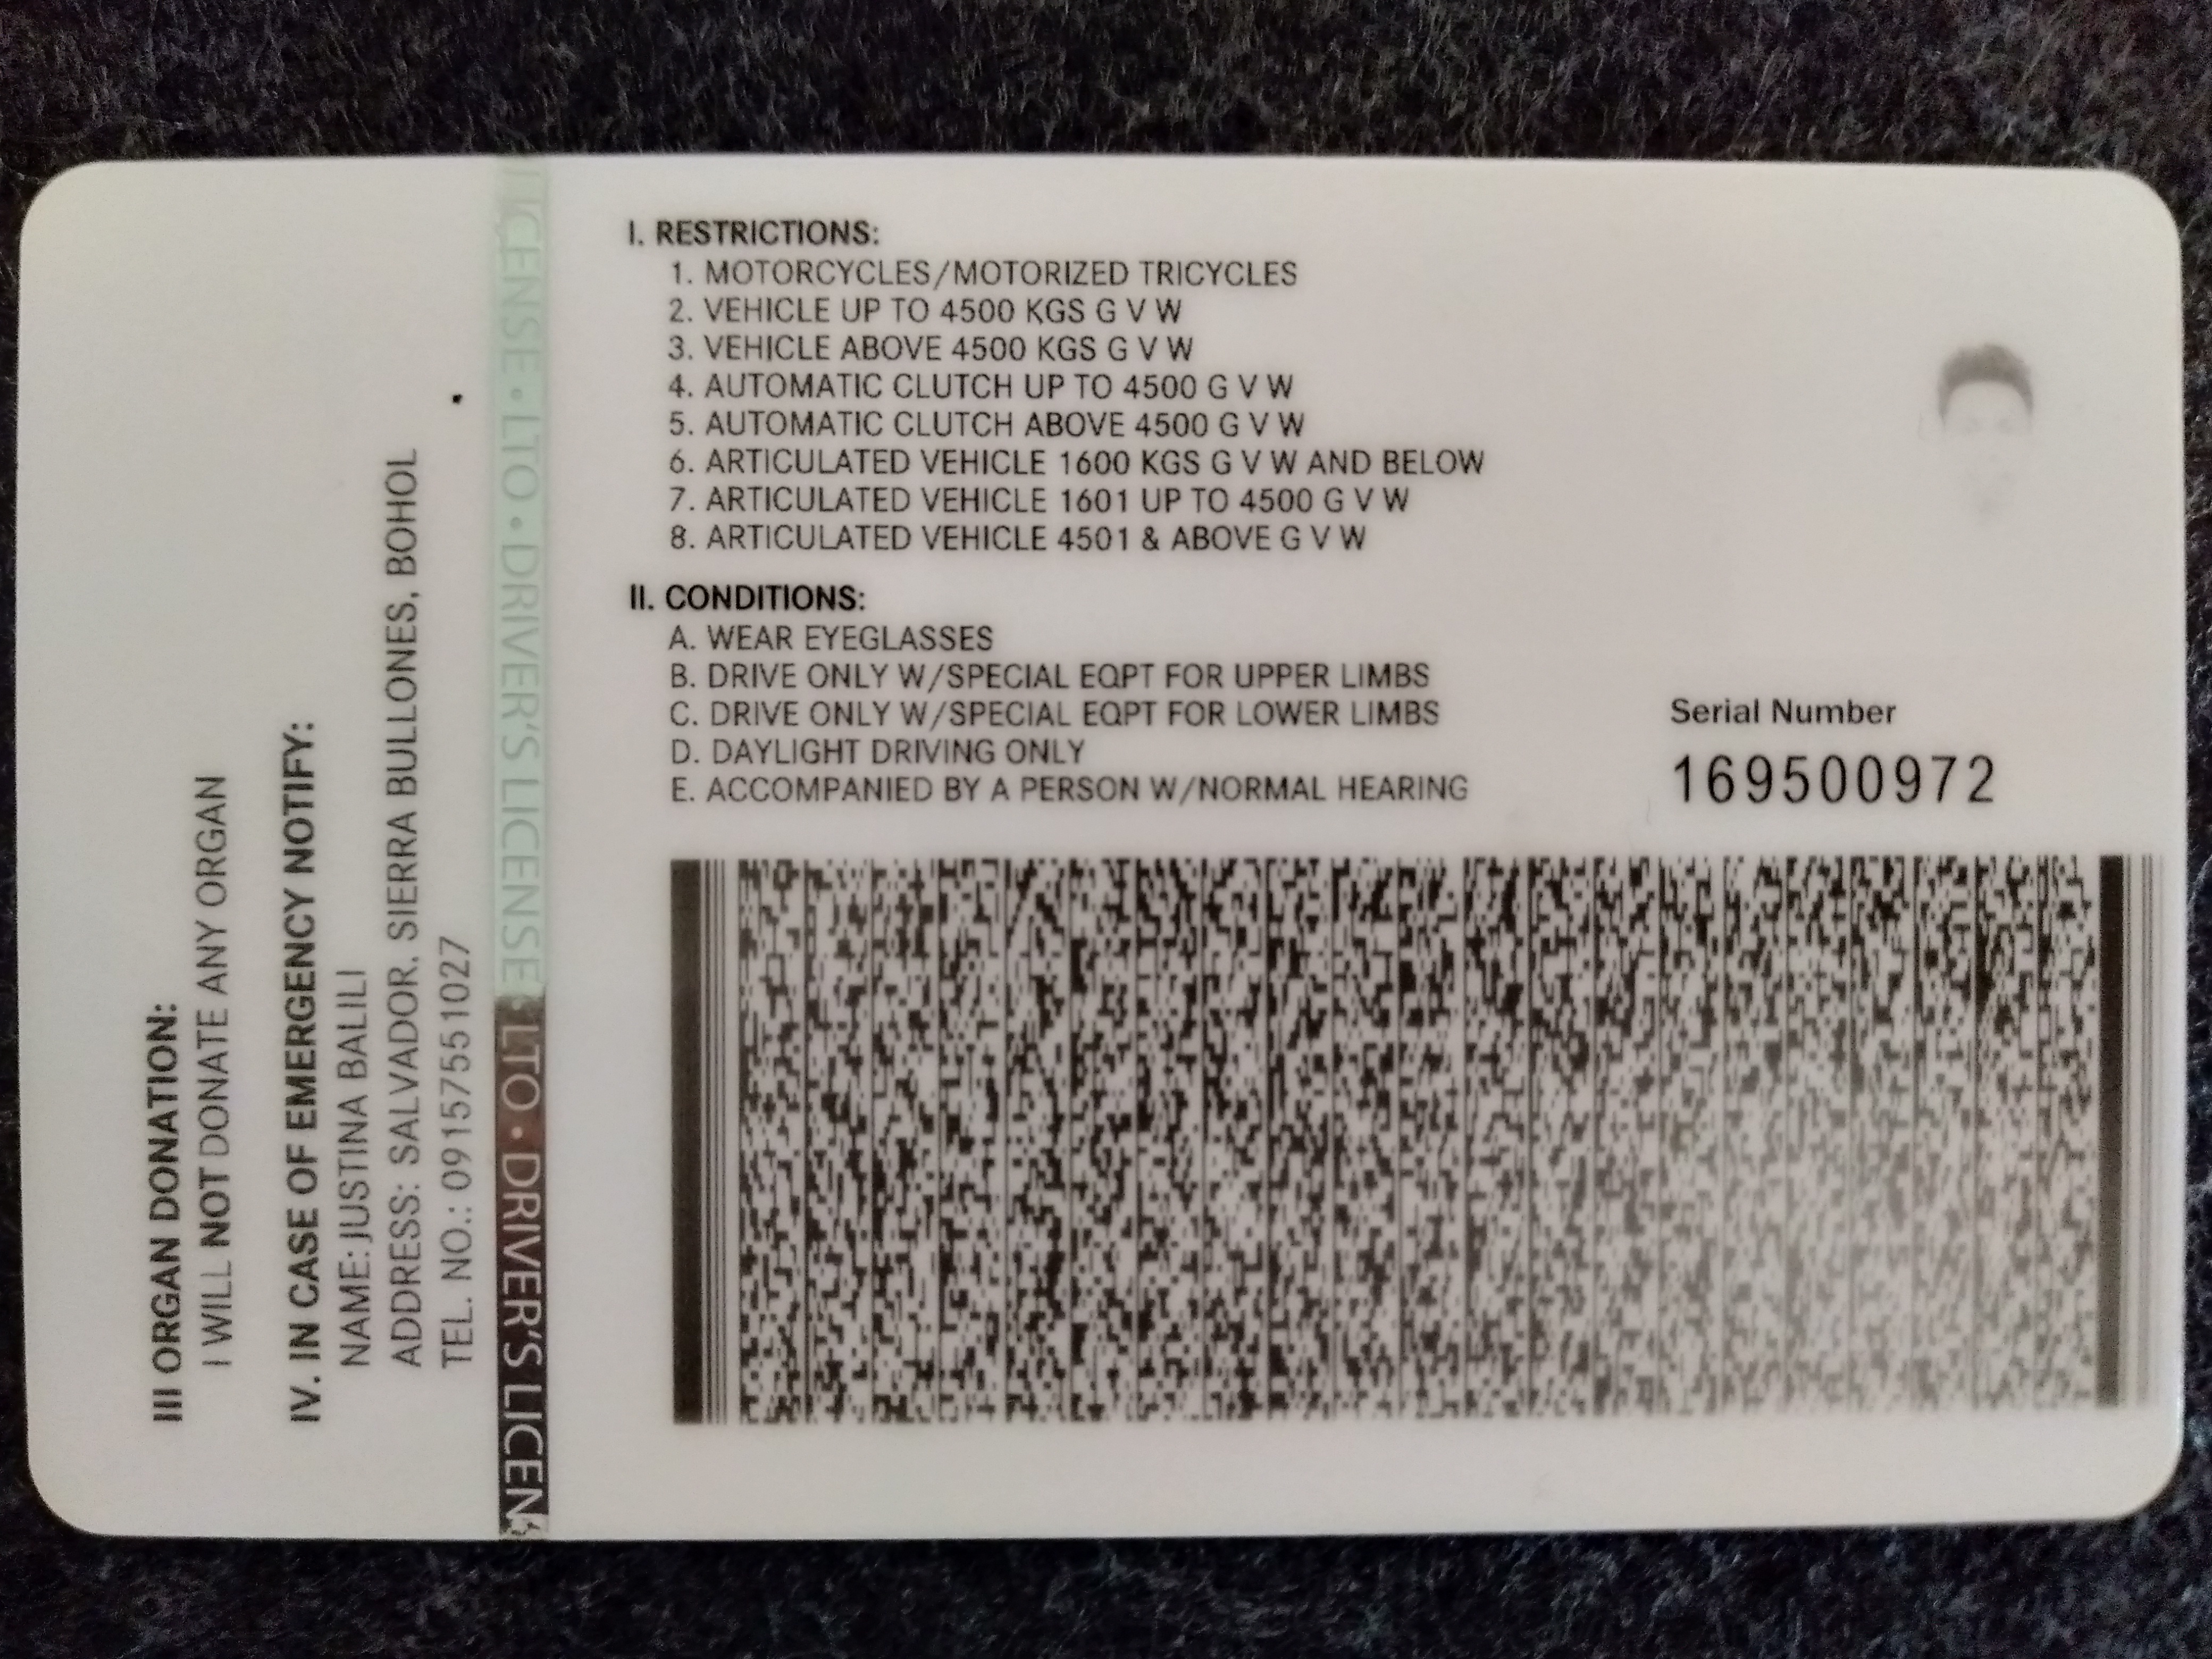 I. RESTRICTIONS:
1. MOTORCYCLES/MOTORIZED TRICYCLES
2. VEHICLE UP TO 4500 KGS G V W
3. VEHICLE ABOVE 4500 KGS G V W
4. AUTOMATIC CLUTCH UP TO 4500 G V W
5. AUTOMATIC CLUTCH ABOVE 4500 G V W
6. ARTICULATED VEHICLE 1600 KGS G V W AND BELOW
7. ARTICULATED VEHICLE 1601 UP TO 4500 G V W
8. ARTICULATED VEHICLE 4501 & ABOVE G V W
II. CONDITIONS:
A. WEAR EYEGLASSES
B. DRIVE ONLY W/SPECIAL EQPT FOR UPPER LIMBS
C. DRIVE ONLY W/SPECIAL EQPT FOR LOWER LIMBS
D. DAYLIGHT DRIVING ONLY
E. ACCOMPANIED BY A PERSON W/NORMAL HEARING
Serial Number
169500972
III ORGAN DONATION:
I WILL NOT DONATE ANY ORGAN
IV. IN CASE OF EMERGENCY NOTIFY:
NAME: JUSTINA BALILI
ADDRESS: SALVADOR. SIERRA BULLONES, BOHOL
TEL. NO.: 09157551027
ICENSE • LTO • DRIVER'S LICENSE • LTO • DRIVER'S LICEN